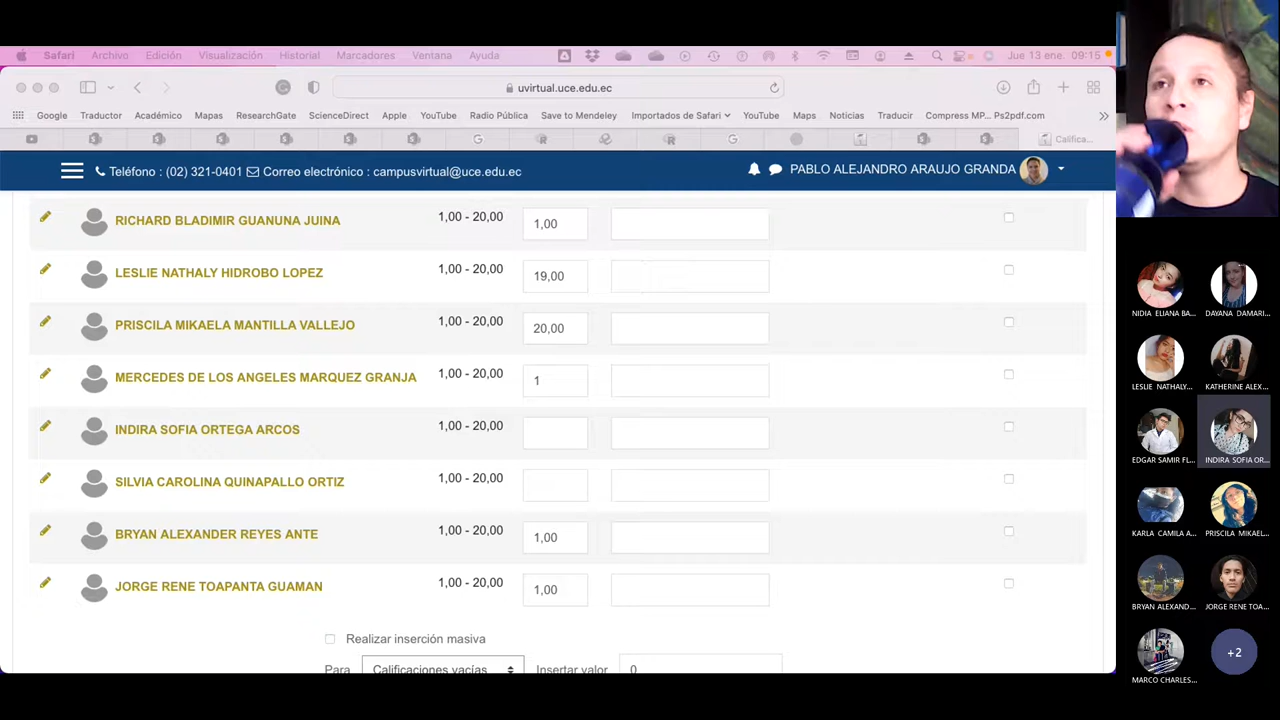 Safari Archivo Edición Visualización Historial Marcadores Ventana Ayuda Jue 13 ene. 09:15
uvirtual.uce.edu.ec
Google Traductor Académico Mapas ResearchGate ScienceDirect Apple YouTube Radio Pública Save to Mendeley Importados de Safari YouTube Maps Noticias Traducir Compress MP... Ps2pdf.com
Califica...
Teléfono : (02) 321-0401 Correo electrónico : campusvirtual@uce.edu.ec PABLO ALEJANDRO ARAUJO GRANDA
RICHARD BLADIMIR GUANUNA JUINA 1,00 - 20,00 1,00
LESLIE NATHALY HIDROBO LOPEZ 1,00 - 20,00 19,00
PRISCILA MIKAELA MANTILLA VALLEJO 1,00 - 20,00 20,00
MERCEDES DE LOS ANGELES MARQUEZ GRANJA 1,00 - 20,00 1
INDIRA SOFIA ORTEGA ARCOS 1,00 - 20,00
SILVIA CAROLINA QUINAPALLO ORTIZ 1,00 - 20,00
BRYAN ALEXANDER REYES ANTE 1,00 - 20,00 1,00
JORGE RENE TOAPANTA GUAMAN 1,00 - 20,00 1,00
Realizar inserción masiva
Para Calificaciones vacías Insertar valor 0
NIDIA ELIANA BA... DAYANA DAMARI...
LESLIE NATHALY... KATHERINE ALEX...
EDGAR SAMIR FL... INDIRA SOFIA OR...
KARLA CAMILA A... PRISCILA MIKAEL...
BRYAN ALEXAND... JORGE RENE TOA...
+2
MARCO CHARLES...